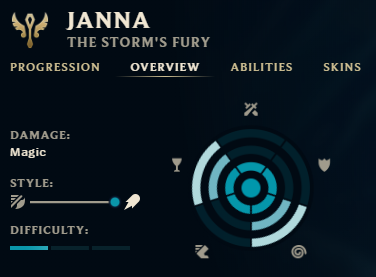 JANNA
THE STORM'S FURY
PROGRESSION OVERVIEW ABILITIES SKINS
DAMAGE:
Magic
STYLE:
DIFFICULTY: